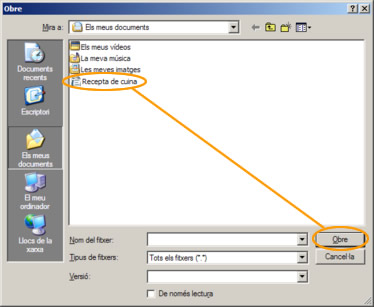 Obre
Mira a:
Els meus documents
Documents
recents
Escriptori
Els meus
documents
El meu
ordinador
Llocs de la
xarxa
Els meus vídeos
La meva música
Les meves imatges
Recepta de cuina
Nom del fitxer:
Obre
Tipus de fitxers:
Tots els fitxers (*.*)
Cancel·la
Versió:
De només lectura